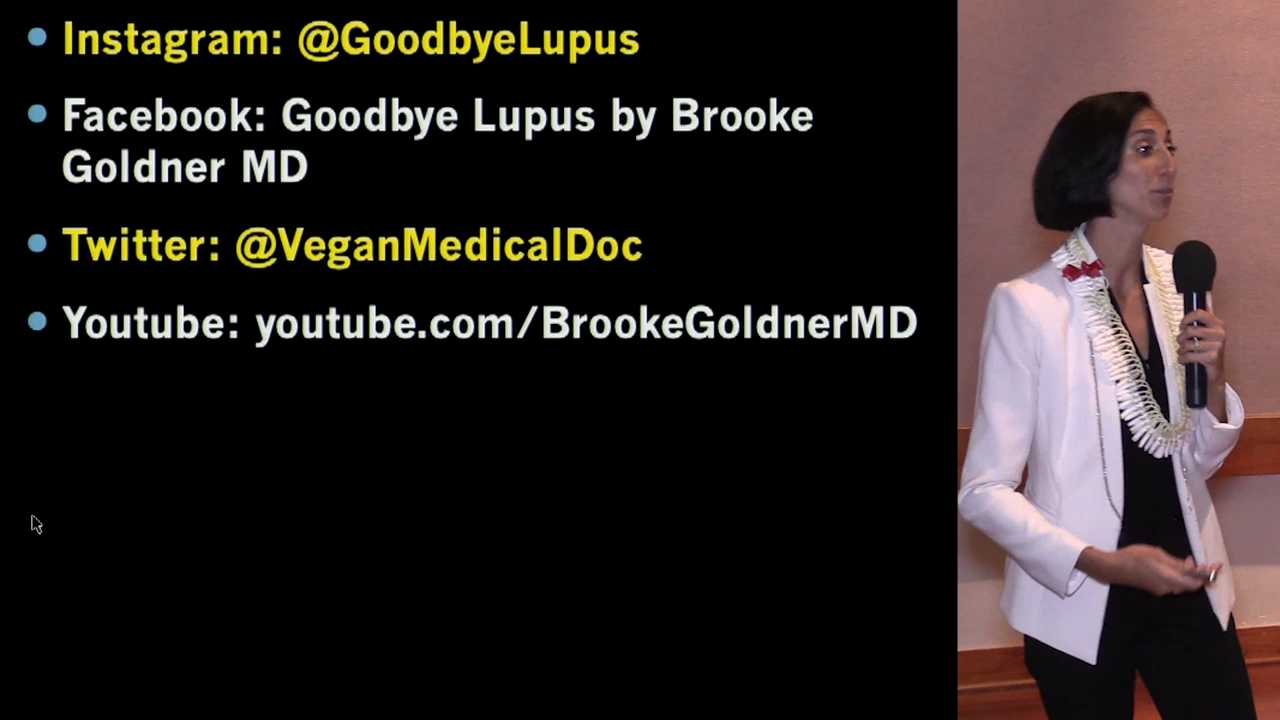 Instagram: @GoodbyeLupus
Facebook: Goodbye Lupus by Brooke
Goldner MD
Twitter: @VeganMedicalDoc
Youtube: youtube.com/BrookeGoldnerMD